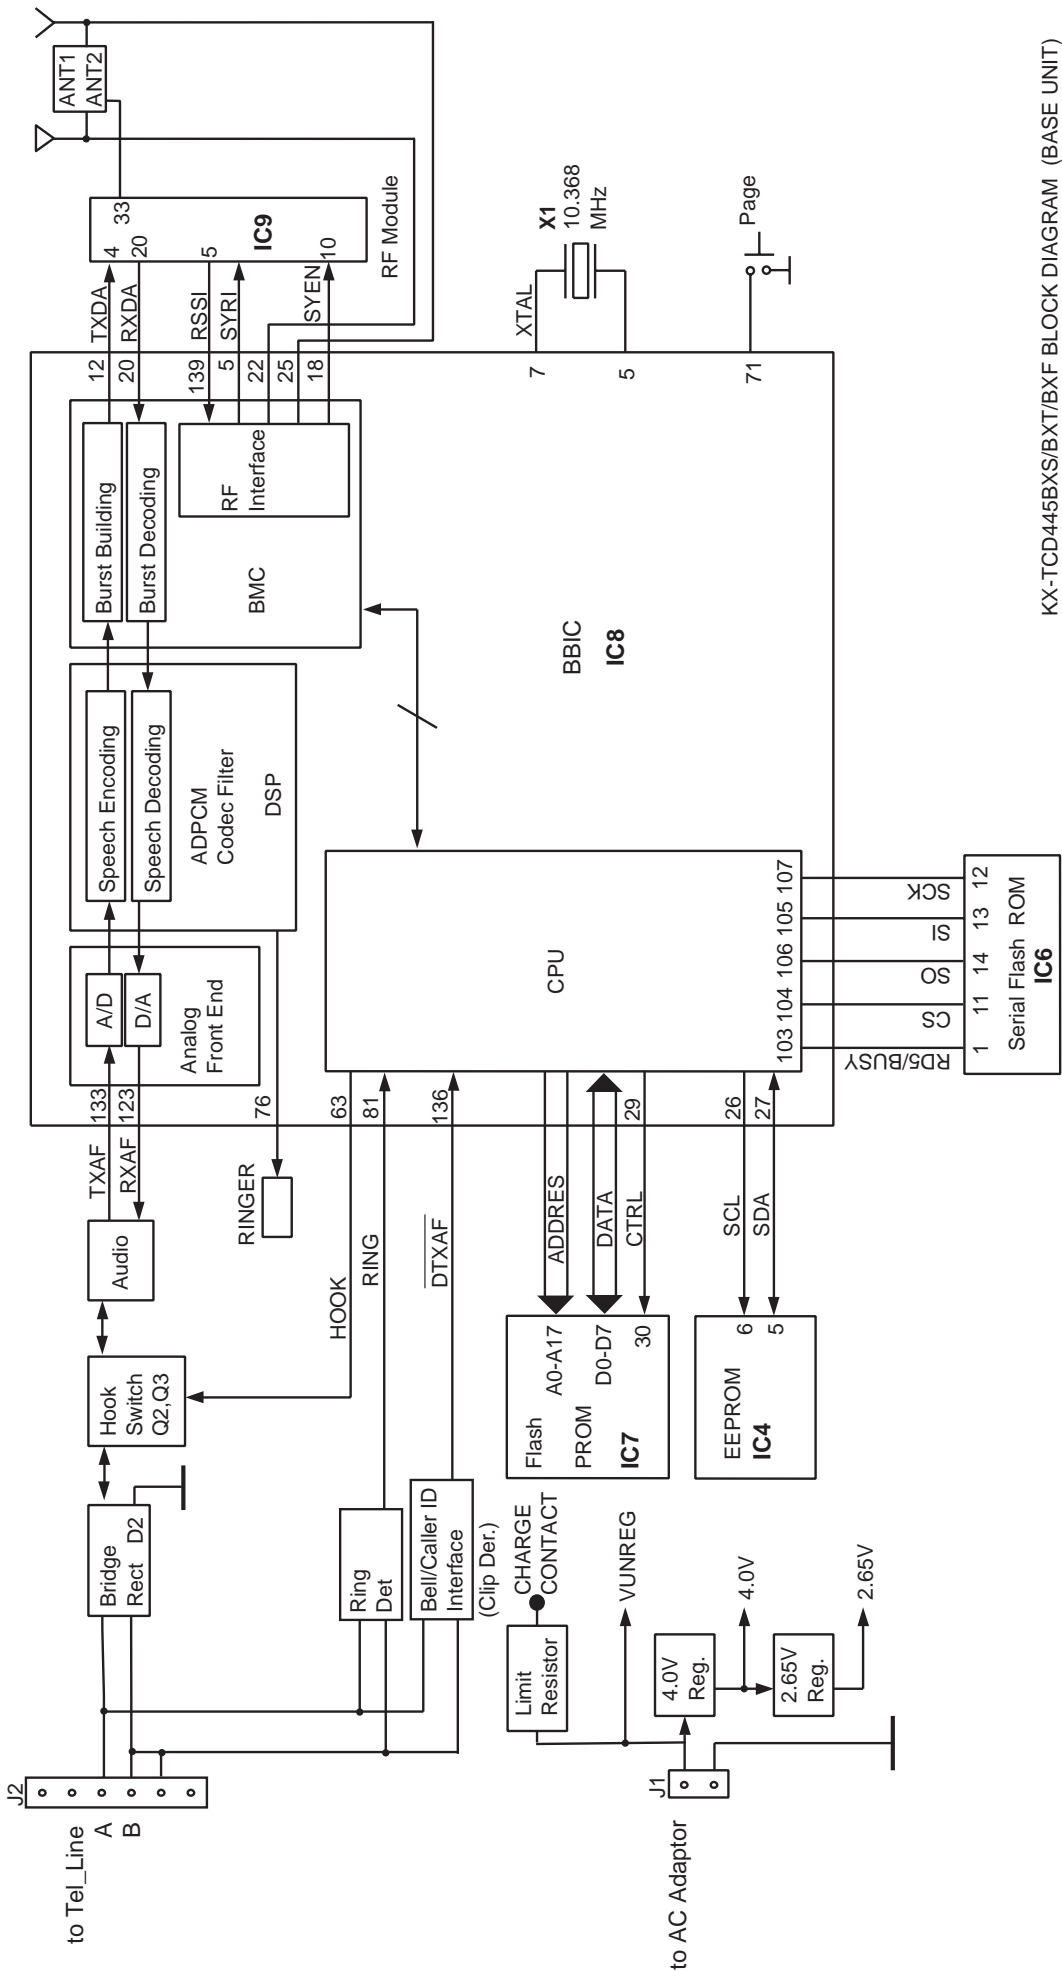 to Tel_Line
J2
A
B
Bridge
Rect D2
Hook
Switch
Q2,Q3
Audio
TXAF
RXAF
133
123
A/D
D/A
Analog
Front End
Speech Encoding
Speech Decoding
ADPCM
Codec Filter
DSP
Burst Building
Burst Decoding
BMC
RF
Interface
12
20
139
5
22
25
18
TXDA
RXDA
RSSI
SYRI
SYEN
4
20
5
10
33
IC9
RF Module
ANT1
ANT2
RINGER
76
HOOK
63
RING
81
DTXAF
136
Ring
Det
Bell/Caller ID
Interface
(Clip Der.)
CPU
BBIC
IC8
XTAL
7
5
X1
10.368
MHz
71
Page
Flash
PROM
IC7
A0-A17
D0-D7
30
ADDRES
DATA
CTRL
29
EEPROM
IC4
6
5
SCL
SDA
26
27
103 104 106 105 107
RD5/BUSY
CS
SO
SI
SCK
1 11 14 13 12
Serial Flash ROM
IC6
CHARGE
CONTACT
Limit
Resistor
VUNREG
4.0V
Reg.
4.0V
2.65V
Reg.
2.65V
J1
to AC Adaptor
KX-TCD445BXS/BXT/BXF BLOCK DIAGRAM (BASE UNIT)